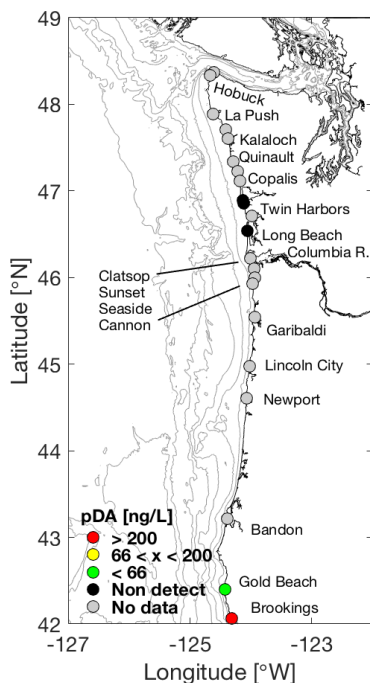 49
48
47
46
45
44
43
42
Latitude [°N]
Hobuck
La Push
Kalaloch
Quinault
Copalis
Twin Harbors
Long Beach
Columbia R.
Clatsop
Sunset
Seaside
Cannon
Garibaldi
Lincoln City
Newport
Bandon
Gold Beach
Brookings
pDA [ng/L]
> 200
66 < x < 200
< 66
Non detect
No data
-127
-125
-123
Longitude [°W]